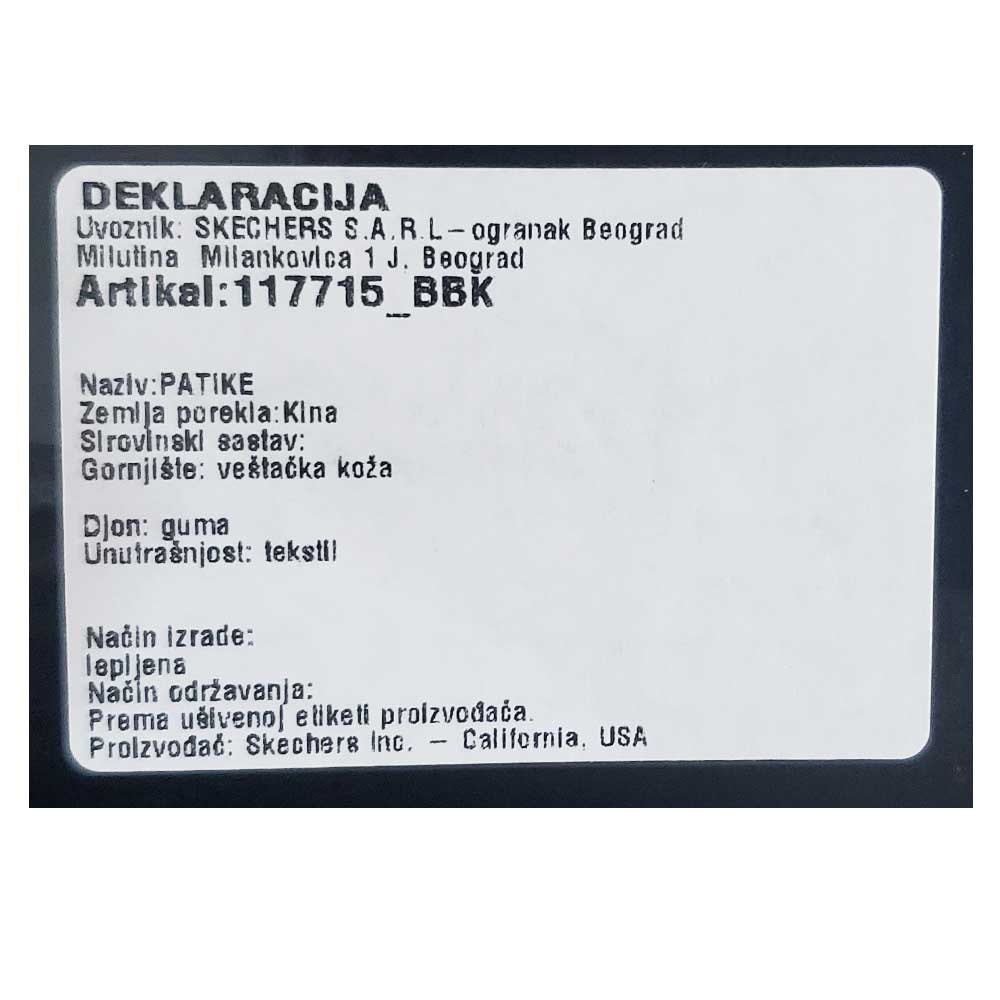 DEKLARACIJA
Uvoznik: SKECHERS S.A.R.L-ogranak Beograd
Milutina Milankovica 1 J, Beograd
Artikal:117715_BBK
Naziv:PATIKE
Zemlja porekla:Kina
Sirovinski sastav:
Gornjište: veštačka koža
Djon: guma
Unutrašnjost: tekstil
Način izrade:
lepljena
Način održavanja:
Prema ušivenoj etiketi proizvođača.
Proizvođač: Skechers Inc. - California, USA